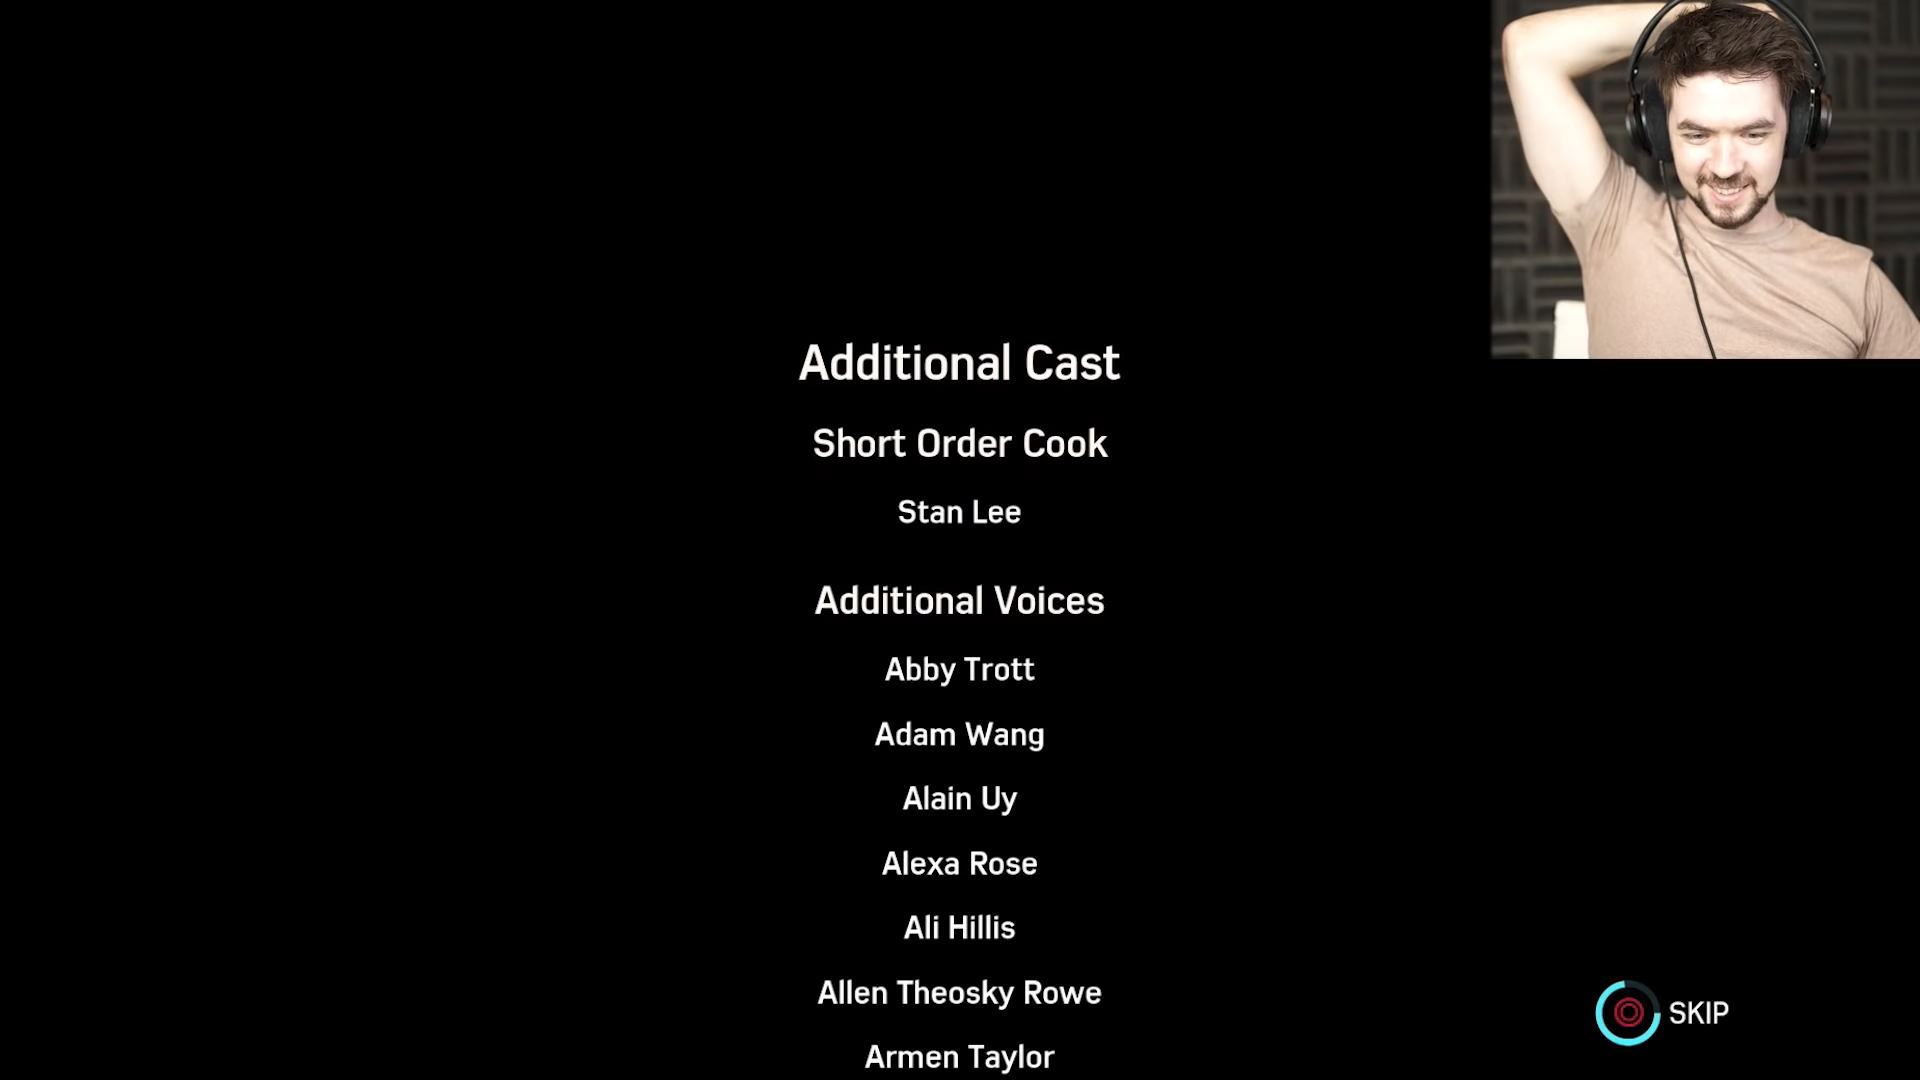 Additional Cast
Short Order Cook
Stan Lee
Additional Voices
Abby Trott
Adam Wang
Alain Uy
Alexa Rose
Ali Hillis
Allen Theosky Rowe
Armen Taylor
SKIP